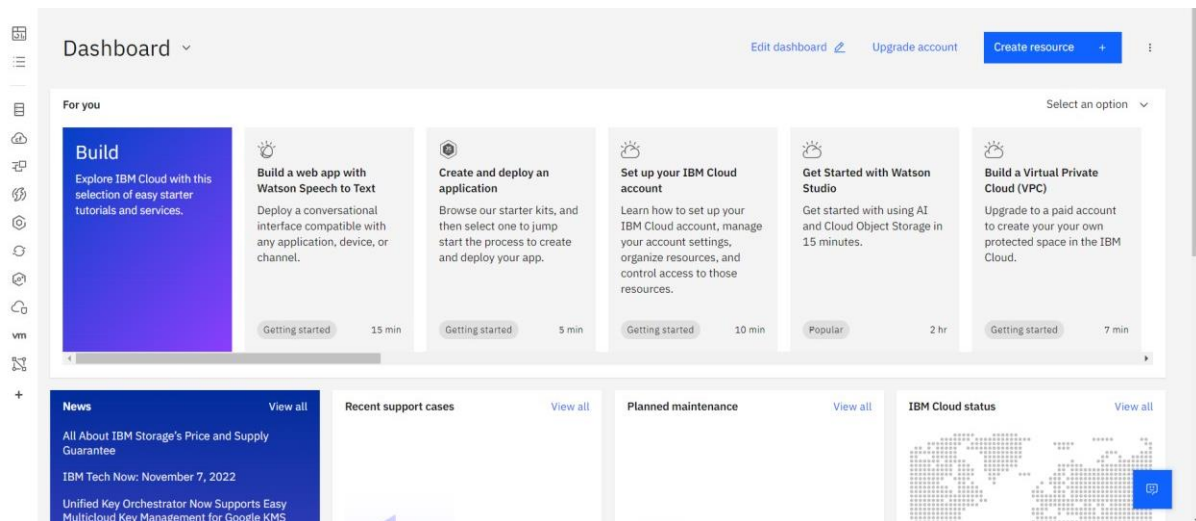 Dashboard
Edit dashboard
Upgrade account
Create resource +
For you
Select an option
Build
Explore IBM Cloud with this
selection of easy starter
tutorials and services.
Build a web app with
Watson Speech to Text
Deploy a conversational
interface compatible with
any application, device, or
channel.
Getting started 15 min
Create and deploy an
application
Browse our starter kits, and
then select one to jump
start the process to create
and deploy your app.
Getting started 5 min
Set up your IBM Cloud
account
Learn how to set up your
IBM Cloud account, manage
your account settings,
organize resources, and
control access to those
resources.
Getting started 10 min
Get Started with Watson
Studio
Get started with using AI
and Cloud Object Storage in
15 minutes.
Popular 2 hr
Build a Virtual Private
Cloud (VPC)
Upgrade to a paid account
to create your your own
protected space in the IBM
Cloud.
Getting started 7 min
vm
News View all
All About IBM Storage's Price and Supply
Guarantee
IBM Tech Now: November 7, 2022
Unified Key Orchestrator Now Supports Easy
Multicloud Key Management for Google KMS
Recent support cases View all
Planned maintenance View all
IBM Cloud status View all